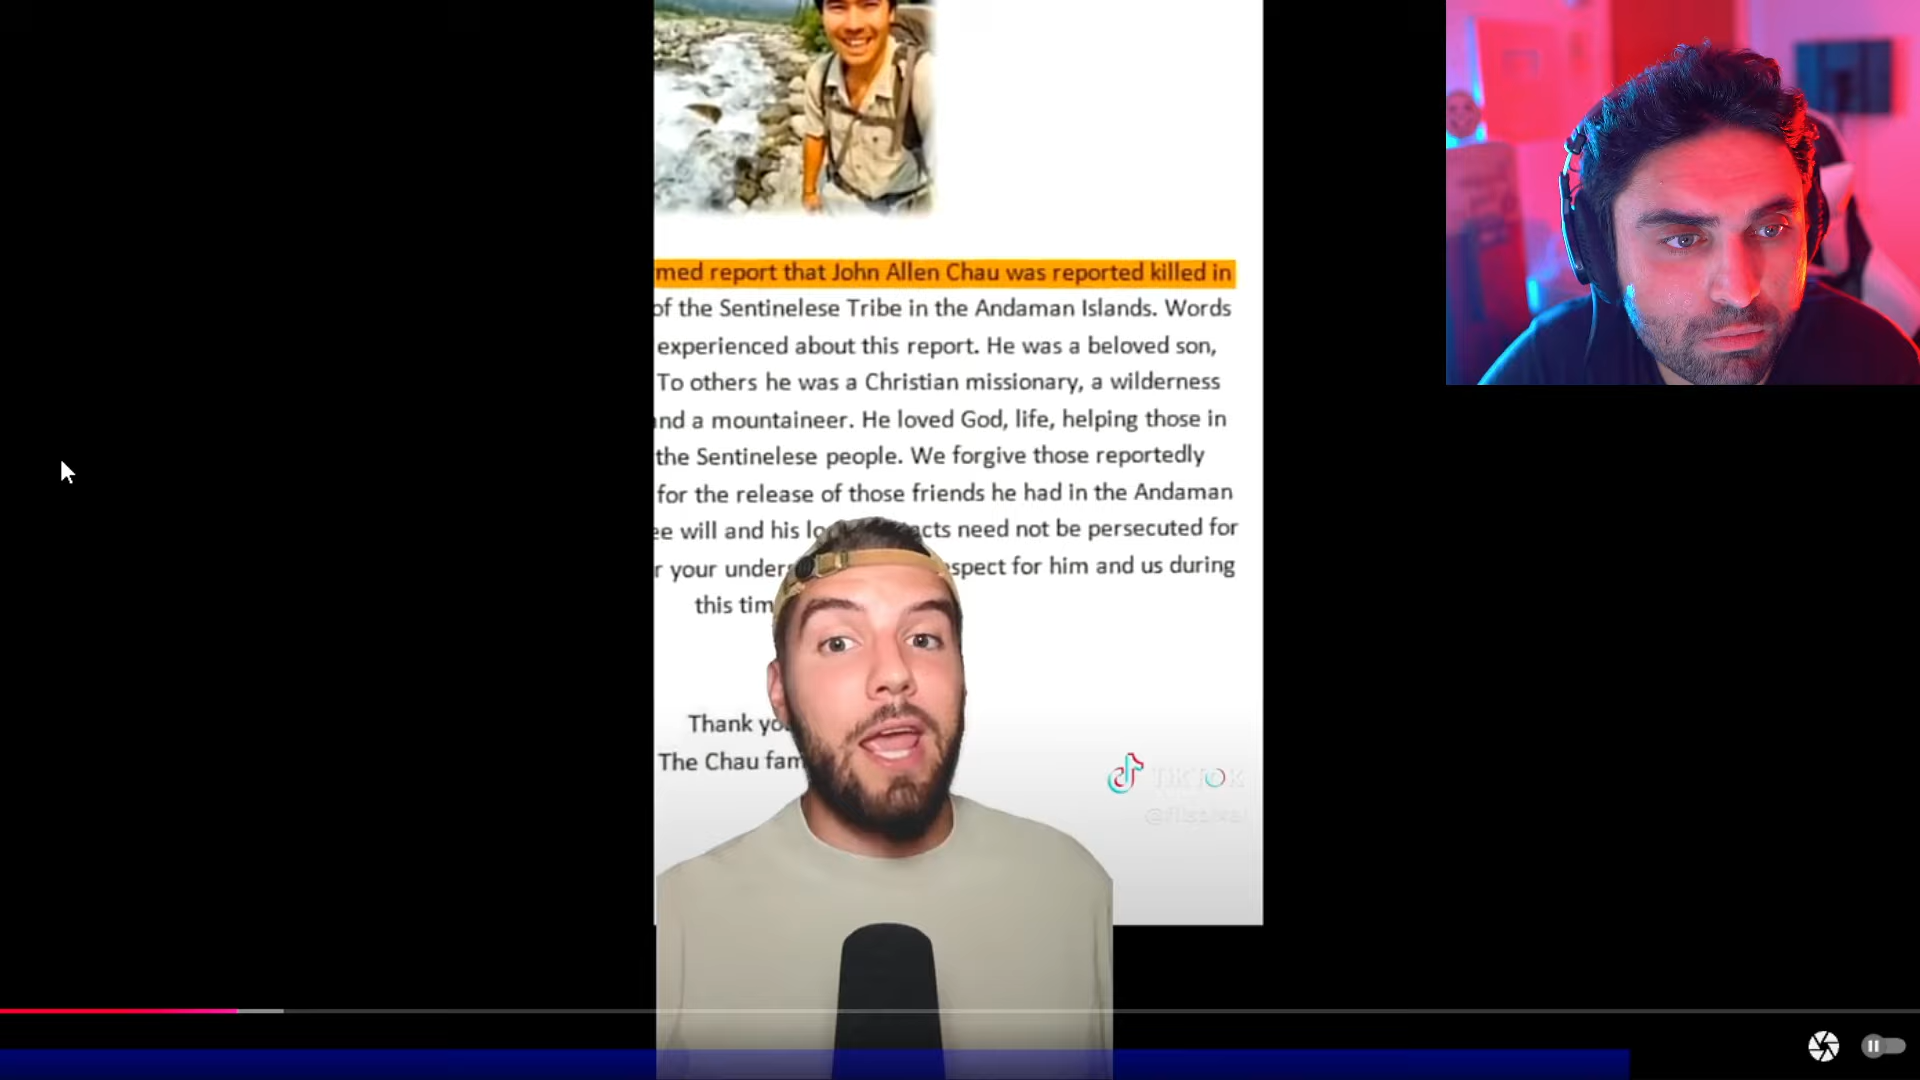 med report that John Allen Chau was reported killed in
of the Sentinelese Tribe in the Andaman Islands. Words
experienced about this report. He was a beloved son,
To others he was a Christian missionary, a wilderness
and a mountaineer. He loved God, life, helping those in
the Sentinelese people. We forgive those reportedly
for the release of those friends he had in the Andaman
ee will and his lo acts need not be persecuted for
r your under spect for him and us during
this tim
Thank yo
The Chau fam
TikTok